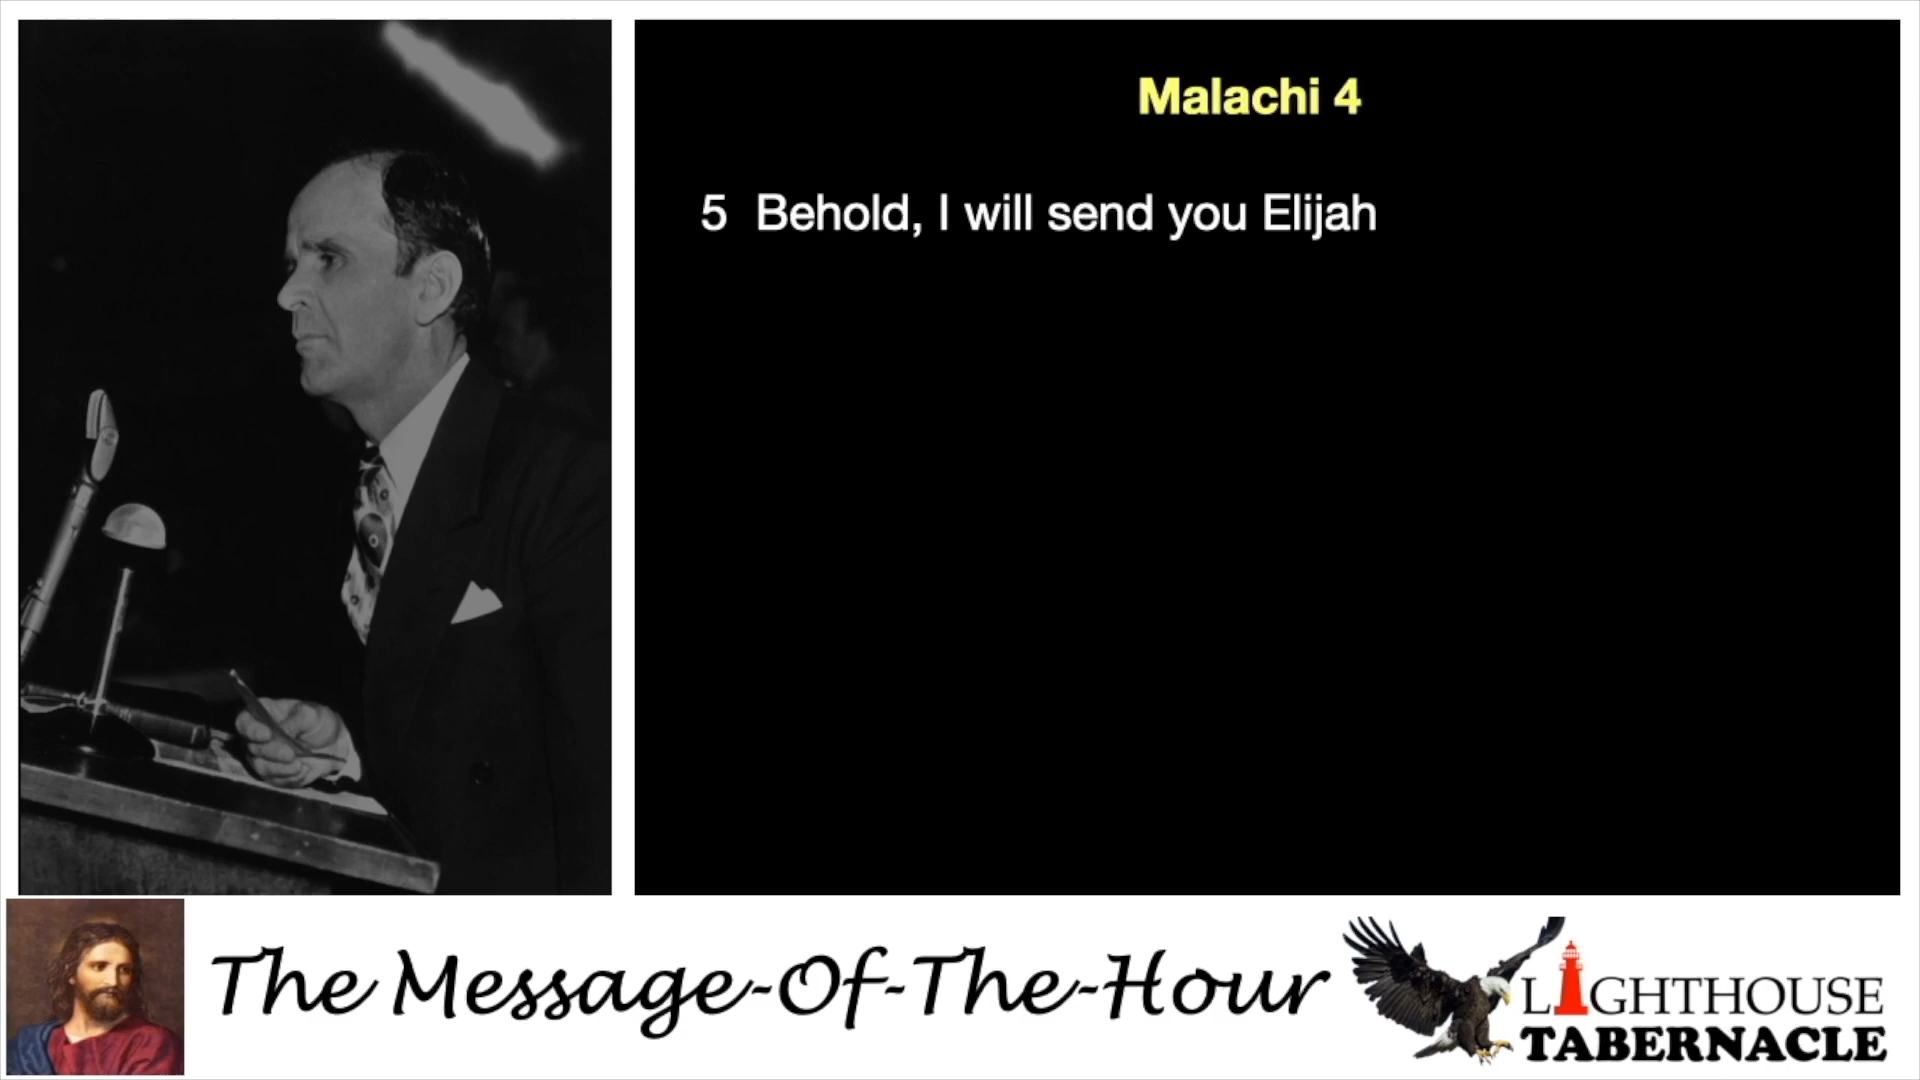 Malachi 4
5 Behold, I will send you Elijah
The Message-Of-The-Hour
LIGHTHOUSE
TABERNACLE